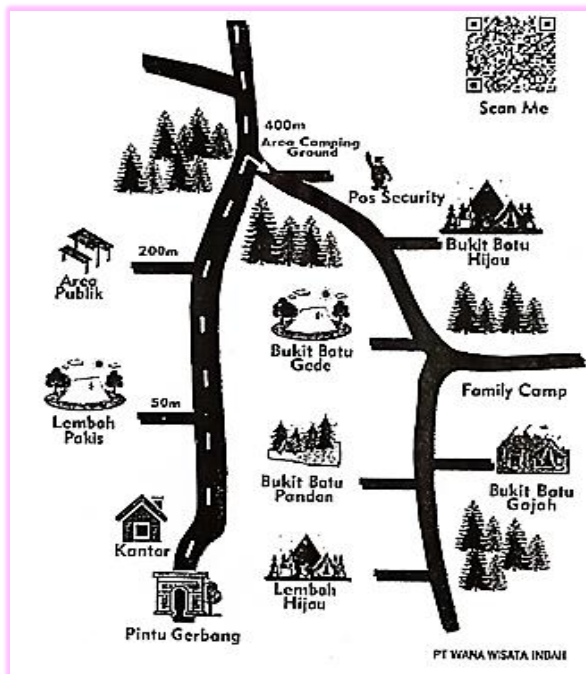 Scan Me
400m
Area Camping
Ground
Pos Security
Bukit Batu
Hijau
200m
Area
Publik
Bukit Batu
Gede
Family Camp
50m
Lembah
Pakis
Bukit Batu
Pandan
Bukit Batu
Gajah
Kantor
Lembah
Hijau
Pintu Gerbang
PT WANA WISATA INDAH